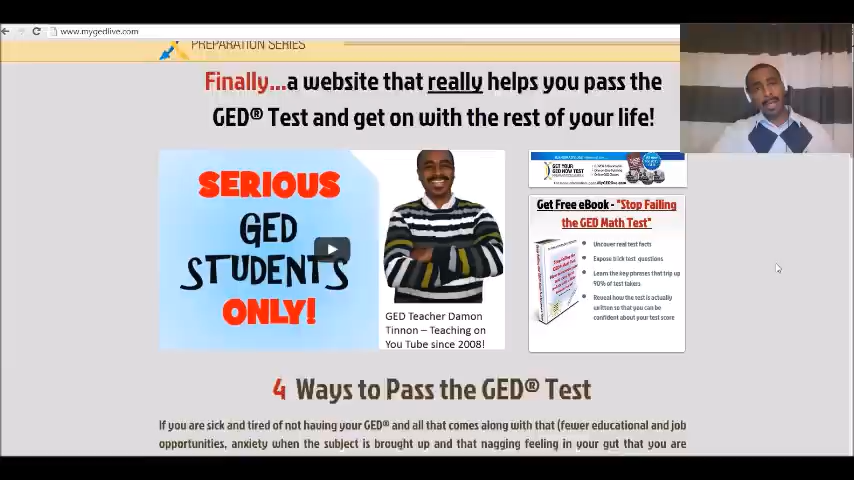 www.mygedlive.com
PREPARATION SERIES
Finally...a website that really helps you pass the
GED® Test and get on with the rest of your life!
SERIOUS
GED
STUDENTS
ONLY!
GED Teacher Damon
Tinnon – Teaching on
You Tube since 2008!
GET YOUR
GED NOW TEST
Get Free eBook - "Stop Failing
the GED Math Test"
Uncover real test facts
Expose trick test questions
Learn the key phrases that trip up
90% of test takers
Reveal how the test is actually
written so that you can be
confident about your test score
4 Ways to Pass the GED® Test
If you are sick and tired of not having your GED® and all that comes along with that (fewer educational and job
opportunities, anxiety when the subject is brought up and that nagging feeling in your gut that you are